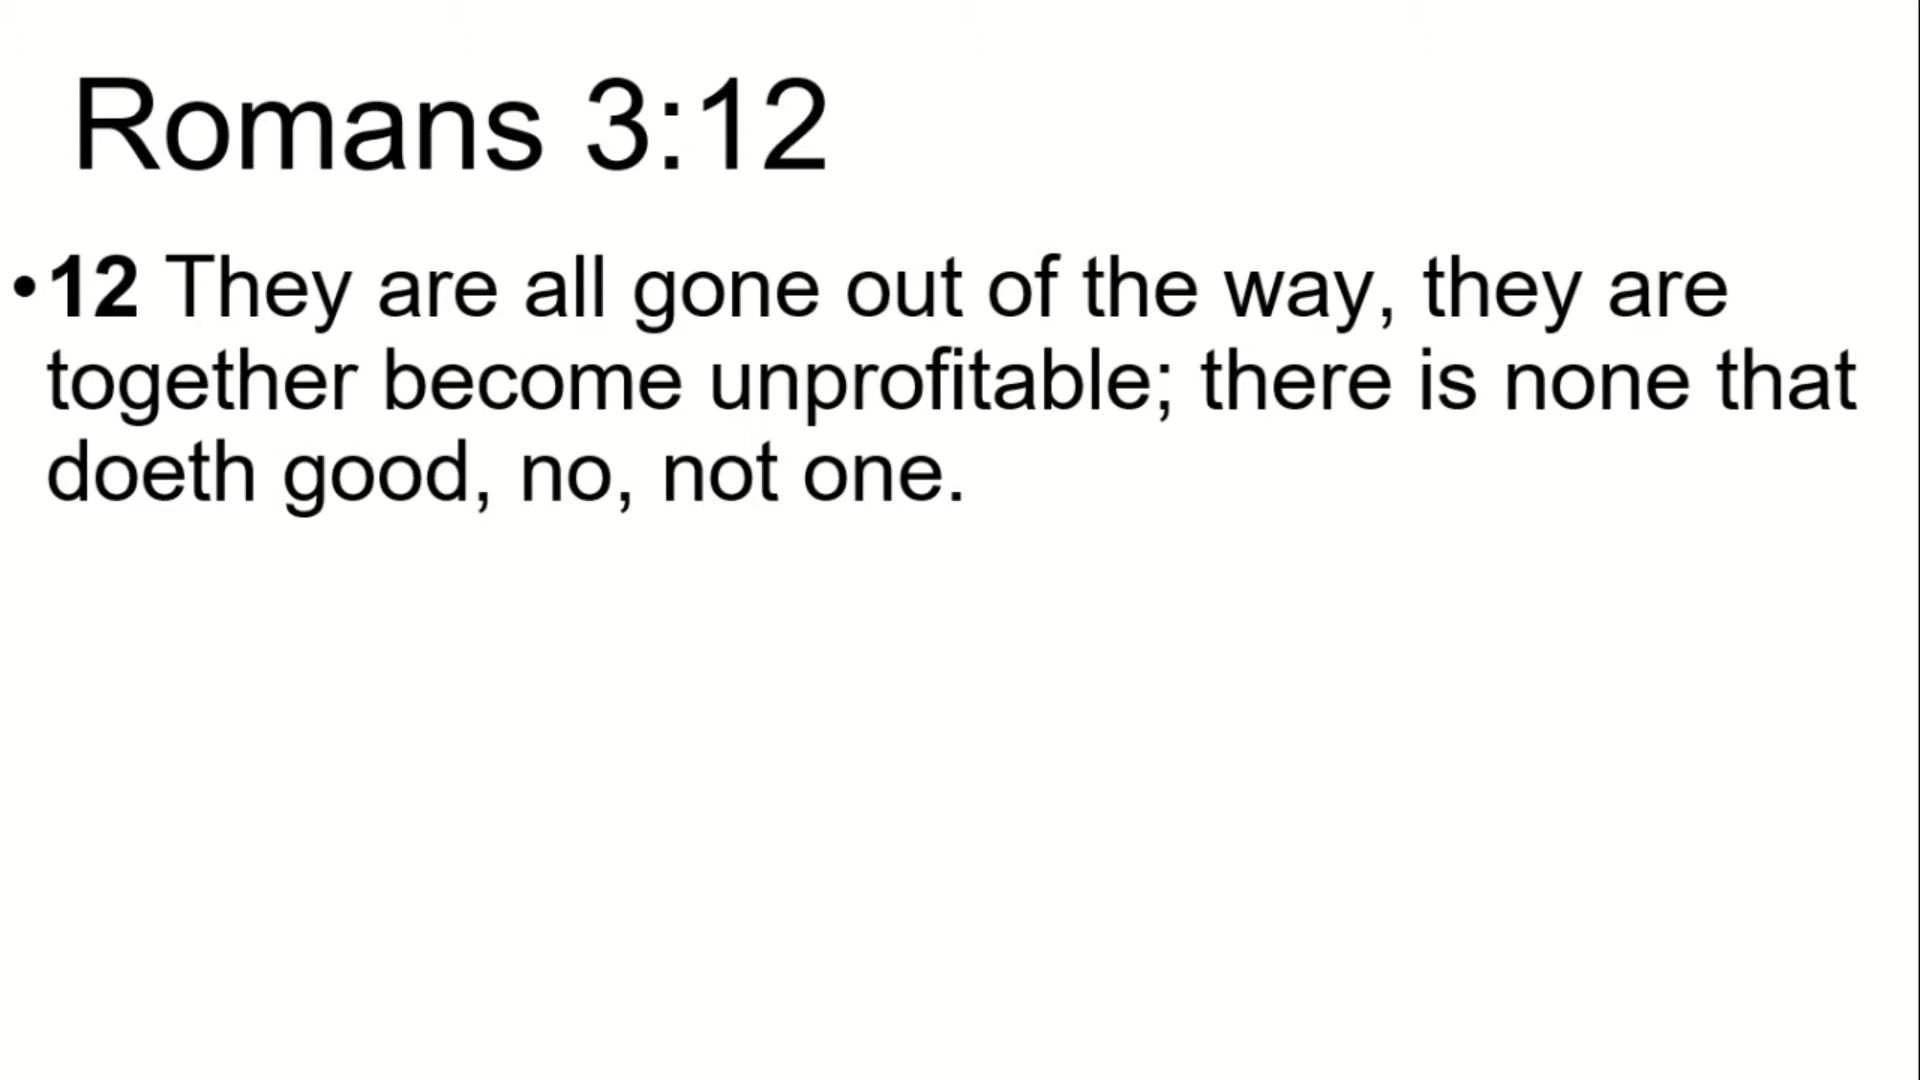 Romans 3:12
•12 They are all gone out of the way, they are
together become unprofitable; there is none that
doeth good, no, not one.